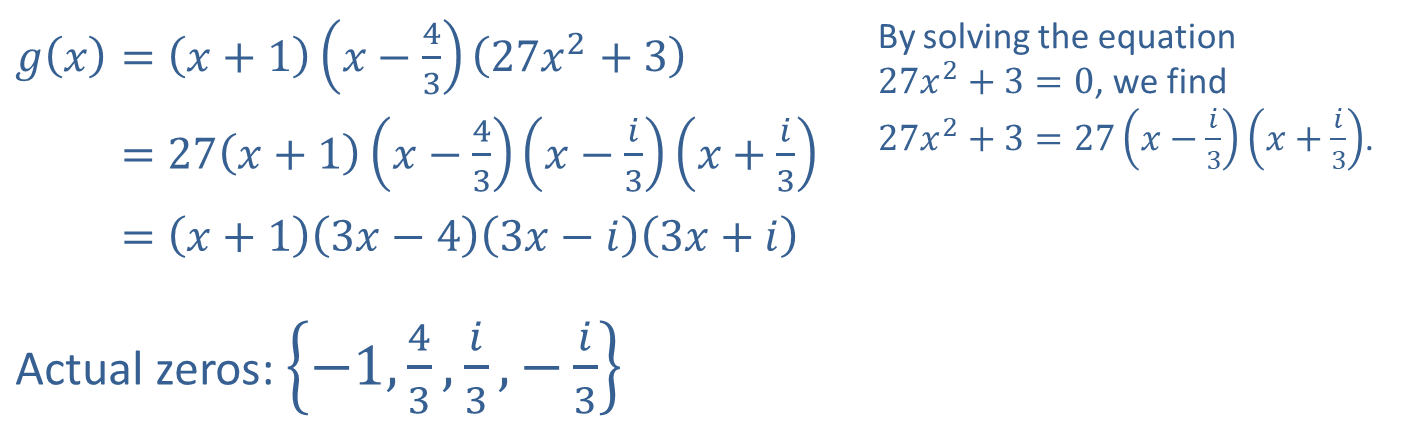 g(x) = (x + 1)(x − 4/3)(27x² + 3)
= 27(x + 1)(x − 4/3)(x − i/3)(x + i/3)
= (x + 1)(3x − 4)(3x − i)(3x + i)
Actual zeros: {−1, 4/3, i/3, − i/3}
By solving the equation
27x² + 3 = 0, we find
27x² + 3 = 27(x − i/3)(x + i/3).